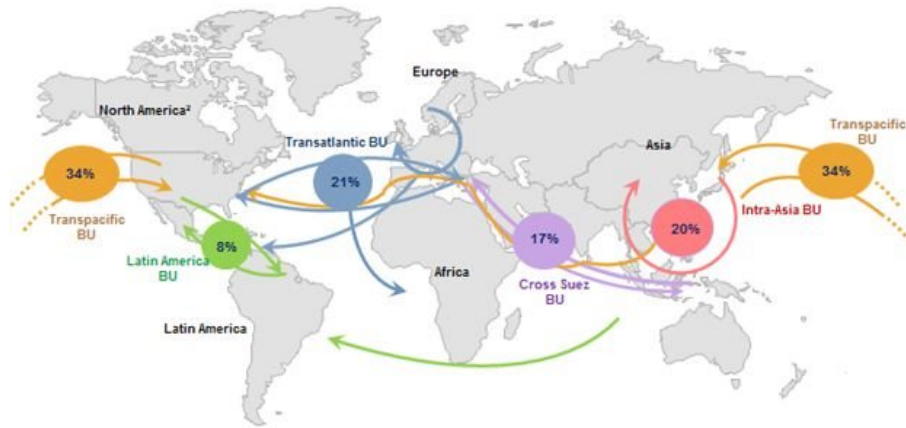 Europe
North America²
Transatlantic BU
Asia
Transpacific
BU
34%
21%
34%
Transpacific
BU
Intra-Asia BU
8%
17%
20%
Latin America
BU
Africa
Cross Suez
BU
Latin America